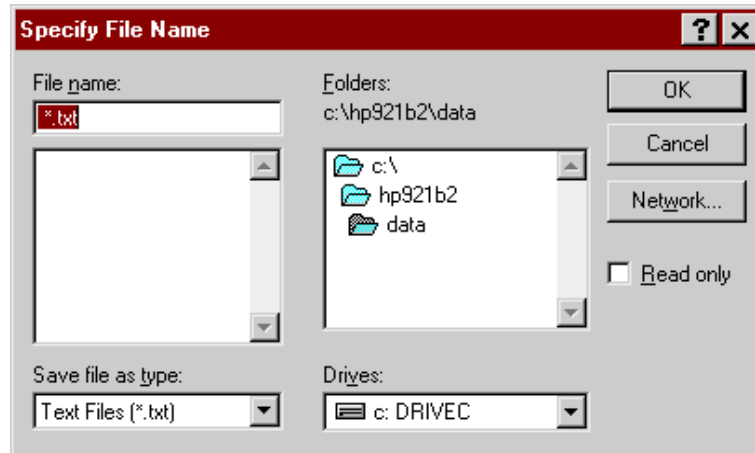 Specify File Name
File name:
*.txt
Folders:
c:\hp921b2\data
c:\
hp921b2
data
OK
Cancel
Network...
Read only
Save file as type:
Text Files (*.txt)
Drives:
c: DRIVEC